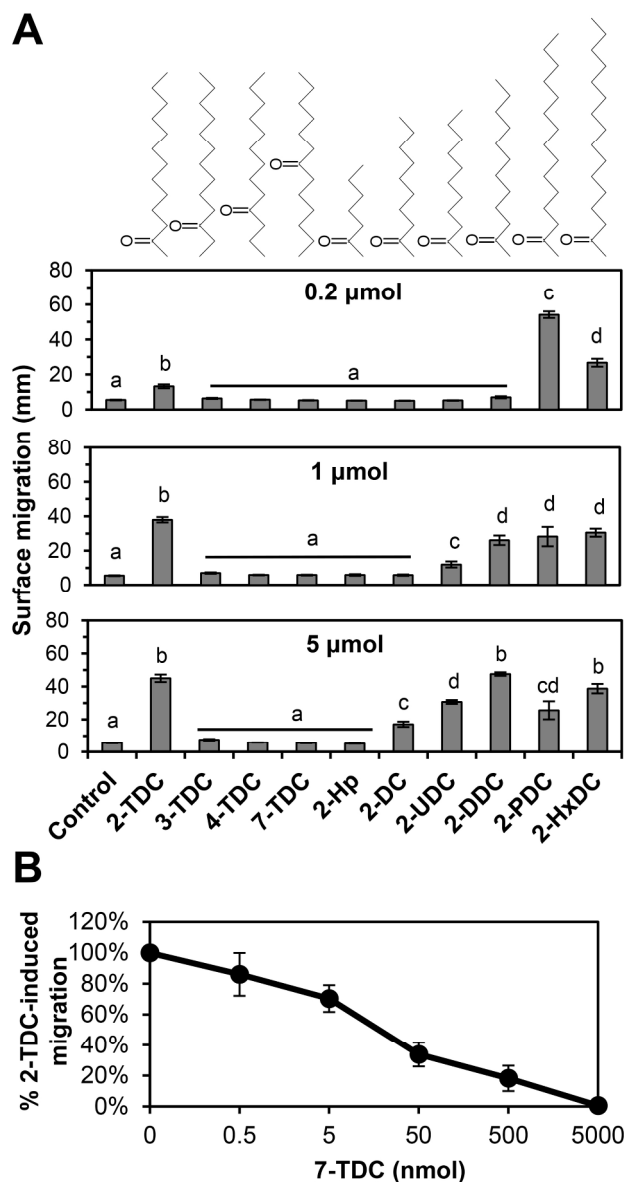 A
O O O O O O O O O O
80
60
40
20
0
0.2 µmol
a b a c d
80
60
40
20
0
1 µmol
a b a c d d d
80
60
40
20
0
5 µmol
a b a c d b cd b
Surface migration (mm)
Control 2-TDC 3-TDC 4-TDC 7-TDC 2-Hp 2-DC 2-UDC 2-DDC 2-PDC 2-HxDC
B
120%
100%
80%
60%
40%
20%
0%
% 2-TDC-induced
migration
0 0.5 5 50 500 5000
7-TDC (nmol)